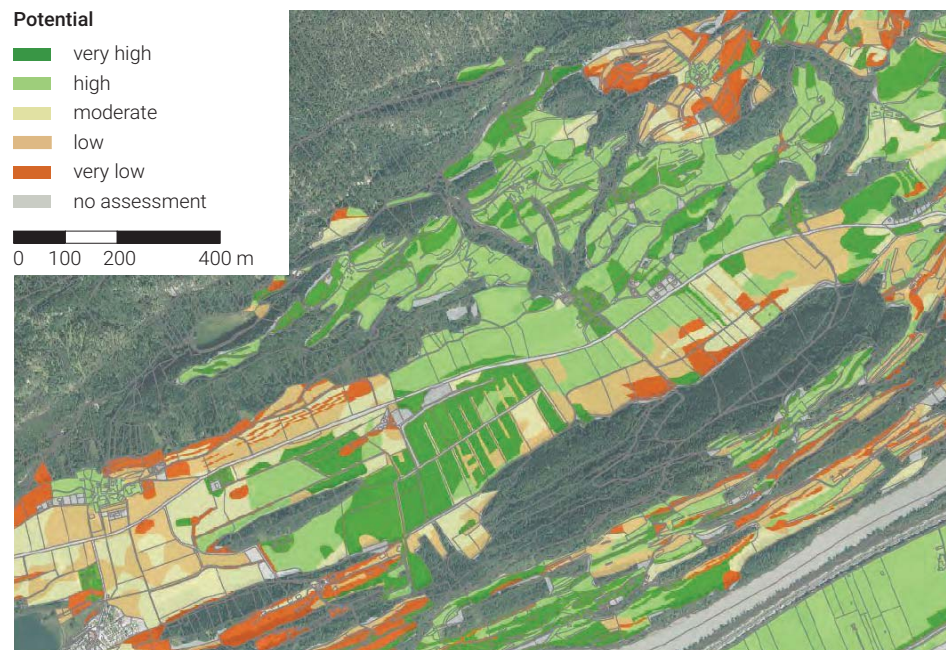 Potential
very high
high
moderate
low
very low
no assessment
0 100 200 400 m